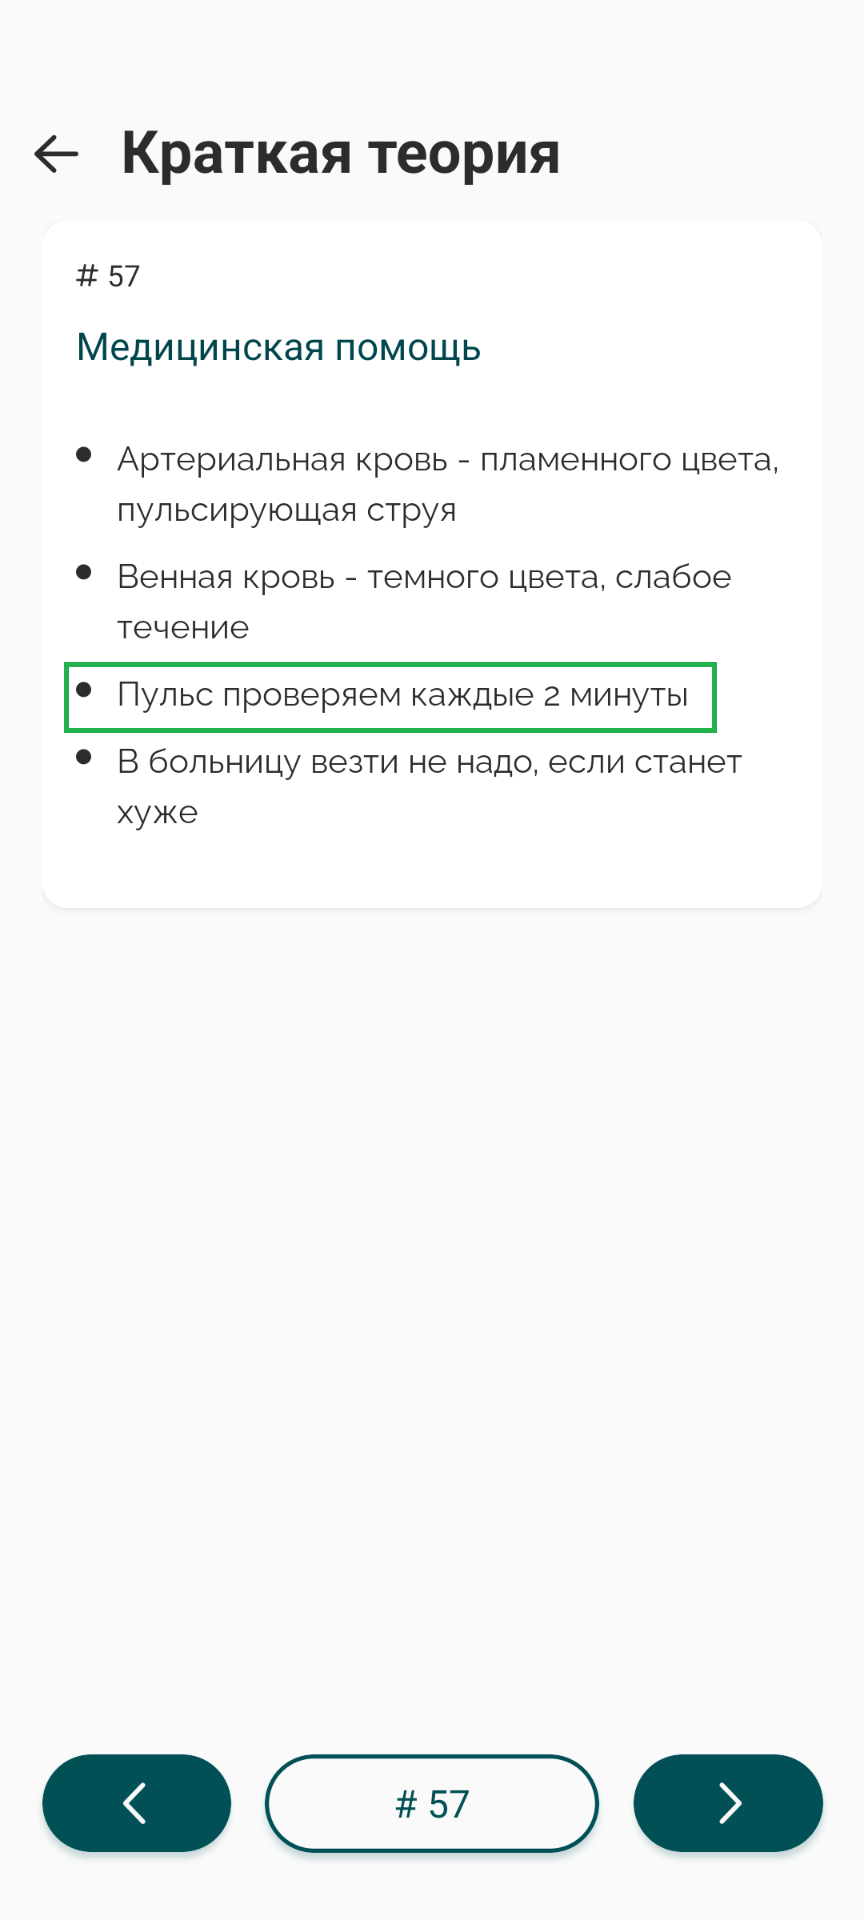 Краткая теория
# 57
Медицинская помощь
Артериальная кровь - пламенного цвета,
пульсирующая струя
Венная кровь - темного цвета, слабое
течение
Пульс проверяем каждые 2 минуты
В больницу везти не надо, если станет
хуже
# 57